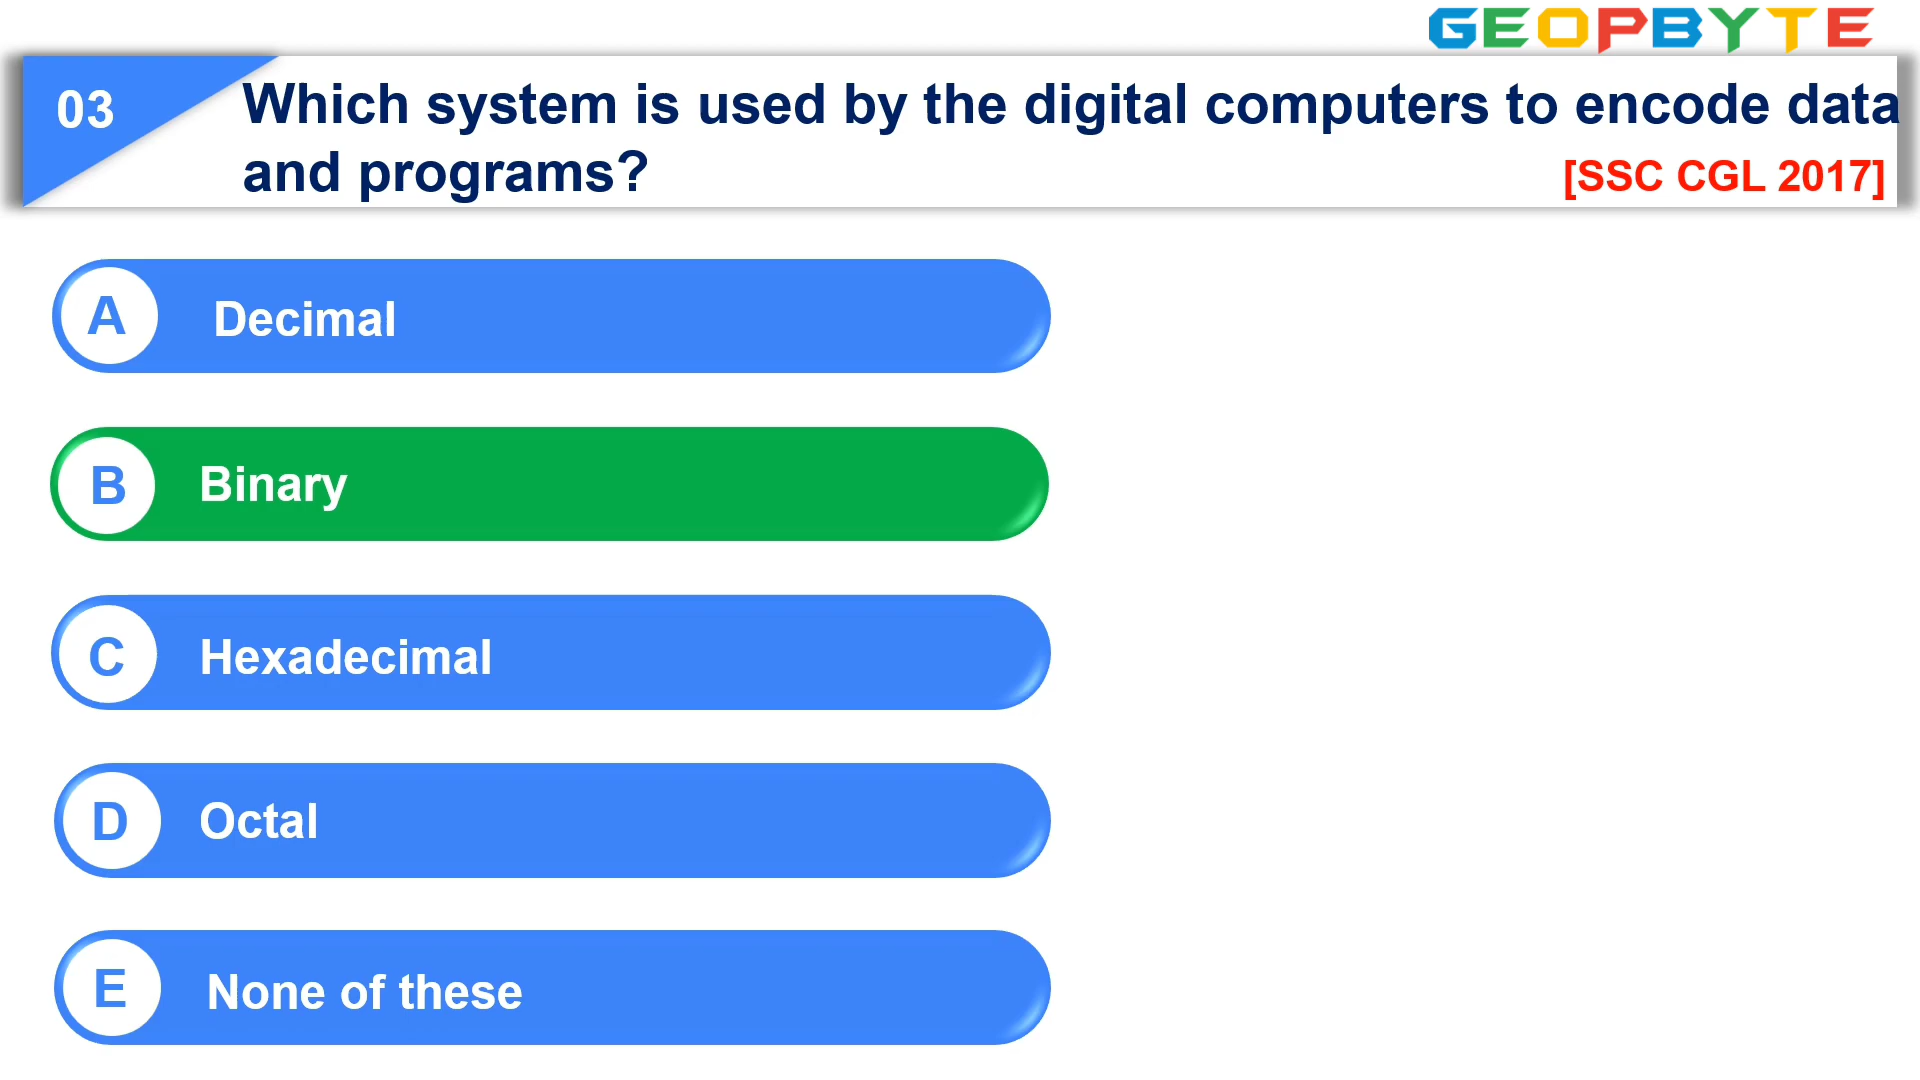 GEOPBYTE
03
Which system is used by the digital computers to encode data
and programs?
[SSC CGL 2017]
A Decimal
B Binary
C Hexadecimal
D Octal
E None of these